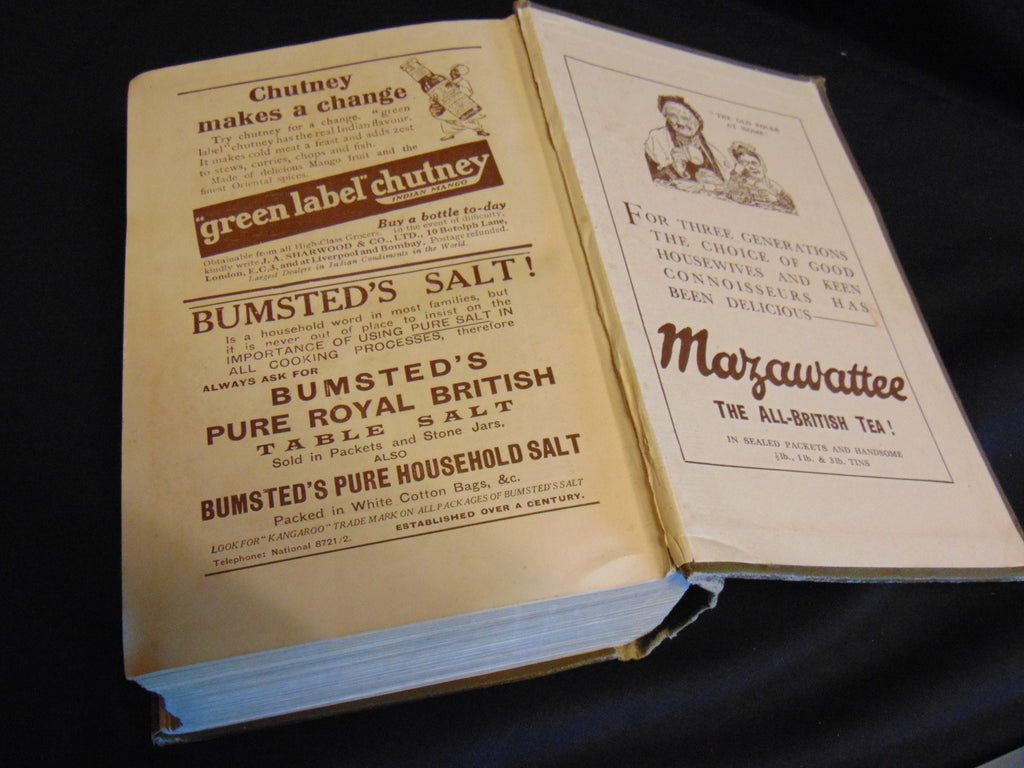 Chutney
makes a change
Try chutney for a change. "green
label" chutney has the real Indian flavour.
It makes cold meat a feast and adds zest
to stews, curries, chops and fish.
Made of delicious Mango fruit and the
finest Oriental spices.
"green label" chutney
INDIAN MANGO
Buy a bottle to-day
Obtainable from all High-Class Grocers. In the event of difficulty,
kindly write J. A. SHARWOOD & CO., LTD., 10 Botolph Lane,
London, E.C.3, and at Liverpool and Bombay. Postage refunded.
Largest Dealers in Indian Condiments in the World.
BUMSTED'S SALT!
Is a household word in most families, but
it is never out of place to insist on the
IMPORTANCE OF USING PURE SALT IN
ALL COOKING PROCESSES, therefore
ALWAYS ASK FOR
BUMSTED'S
PURE ROYAL BRITISH
TABLE SALT
Sold in Packets and Stone Jars.
ALSO
BUMSTED'S PURE HOUSEHOLD SALT
Packed in White Cotton Bags, &c.
LOOK FOR "KANGAROO" TRADE MARK ON ALL PACKAGES OF BUMSTED'S SALT
Telephone: National 8721/2. ESTABLISHED OVER A CENTURY.
"THE OLD FOLKS
AT HOME"
FOR THREE GENERATIONS
THE CHOICE OF GOOD
HOUSEWIVES AND KEEN
CONNOISSEURS HAS
BEEN DELICIOUS
Mazawattee
THE ALL-BRITISH TEA!
IN SEALED PACKETS AND HANDSOME
½lb., 1lb. & 3lb. TINS